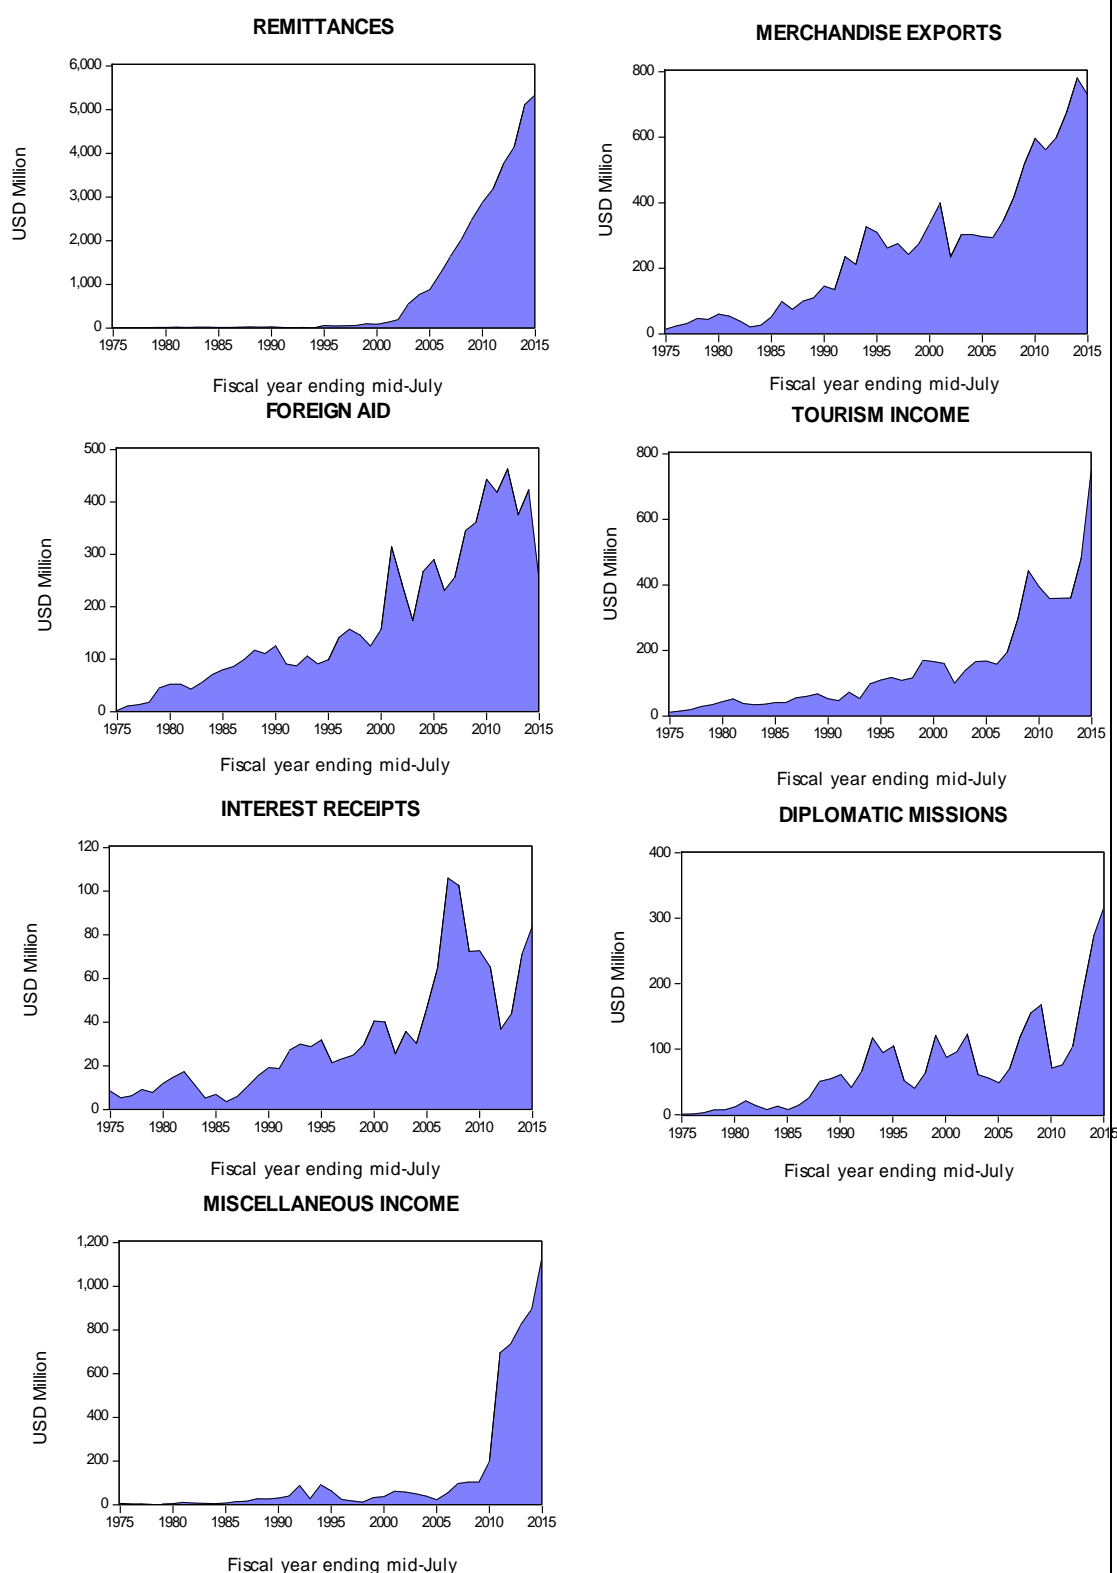 REMITTANCES
6,000
5,000
4,000
3,000
2,000
1,000
0
USD Million
1975 1980 1985 1990 1995 2000 2005 2010 2015
Fiscal year ending mid-July
MERCHANDISE EXPORTS
800
600
400
200
0
USD Million
1975 1980 1985 1990 1995 2000 2005 2010 2015
Fiscal year ending mid-July
FOREIGN AID
500
400
300
200
100
0
USD Million
1975 1980 1985 1990 1995 2000 2005 2010 2015
Fiscal year ending mid-July
TOURISM INCOME
800
600
400
200
0
USD Million
1975 1980 1985 1990 1995 2000 2005 2010 2015
Fiscal year ending mid-July
INTEREST RECEIPTS
120
100
80
60
40
20
0
USD Million
1975 1980 1985 1990 1995 2000 2005 2010 2015
Fiscal year ending mid-July
DIPLOMATIC MISSIONS
400
300
200
100
0
USD Million
1975 1980 1985 1990 1995 2000 2005 2010 2015
Fiscal year ending mid-July
MISCELLANEOUS INCOME
1,200
1,000
800
600
400
200
0
USD Million
1975 1980 1985 1990 1995 2000 2005 2010 2015
Fiscal year ending mid-July